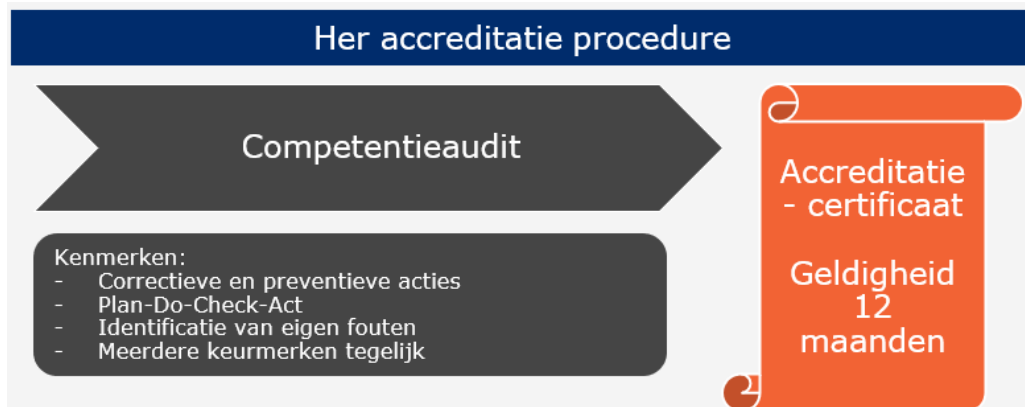 Her accreditatie procedure
Competentieaudit
Kenmerken:
- Correctieve en preventieve acties
- Plan-Do-Check-Act
- Identificatie van eigen fouten
- Meerdere keurmerken tegelijk
Accreditatie
- certificaat
Geldigheid
12
maanden